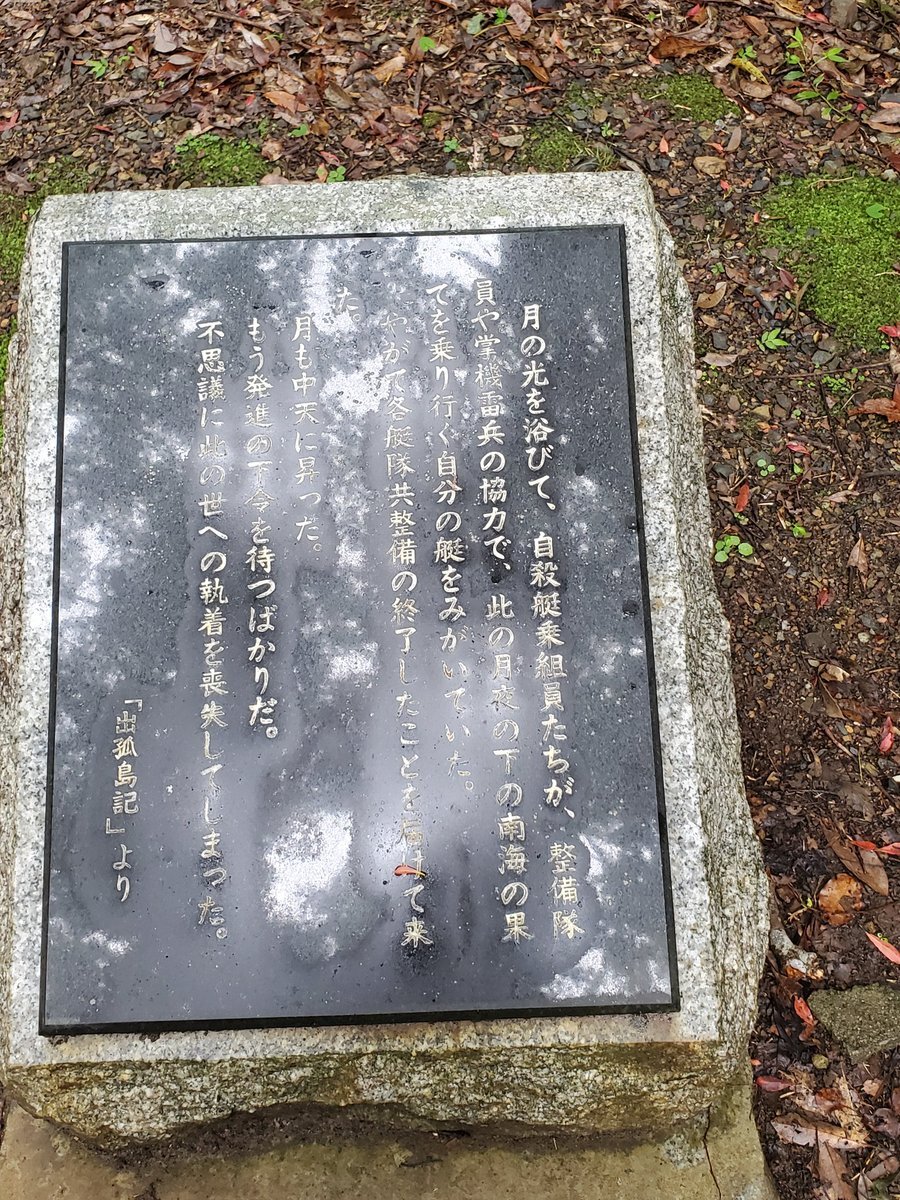 月の光を浴びて、自殺艇乗組員たちが、整備隊
員や掌機雷兵の協力で、此の月夜の下の南海の果
てを乗り行く自分の艇をみがいていた。
やがて各艇隊共整備の終了したことを届けて来
た。
月も中天に昇った。
もう発進の下令を待つばかりだ。
不思議に此の世への執着を喪失してしまった。
「出孤島記」より